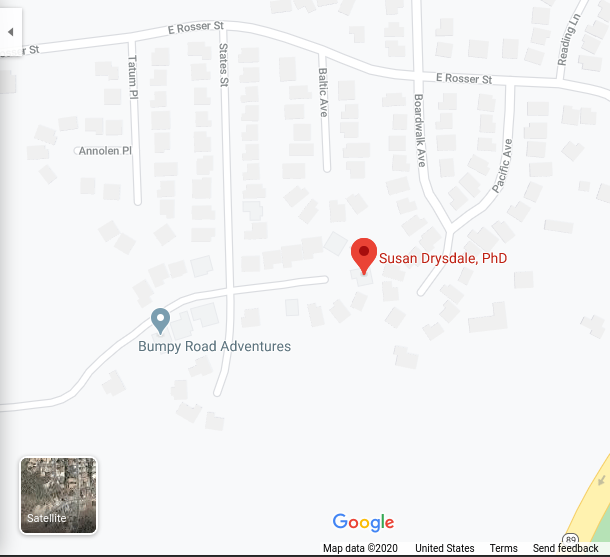 E Rosser St
Rosser St
States St
Tatum Pl
Baltic Ave
E Rosser St
Reading Ln
Boardwalk Ave
Pacific Ave
Annolen Pl
Susan Drysdale, PhD
Bumpy Road Adventures
Satellite
Google
89
Map data ©2020 United States Terms Send feedback